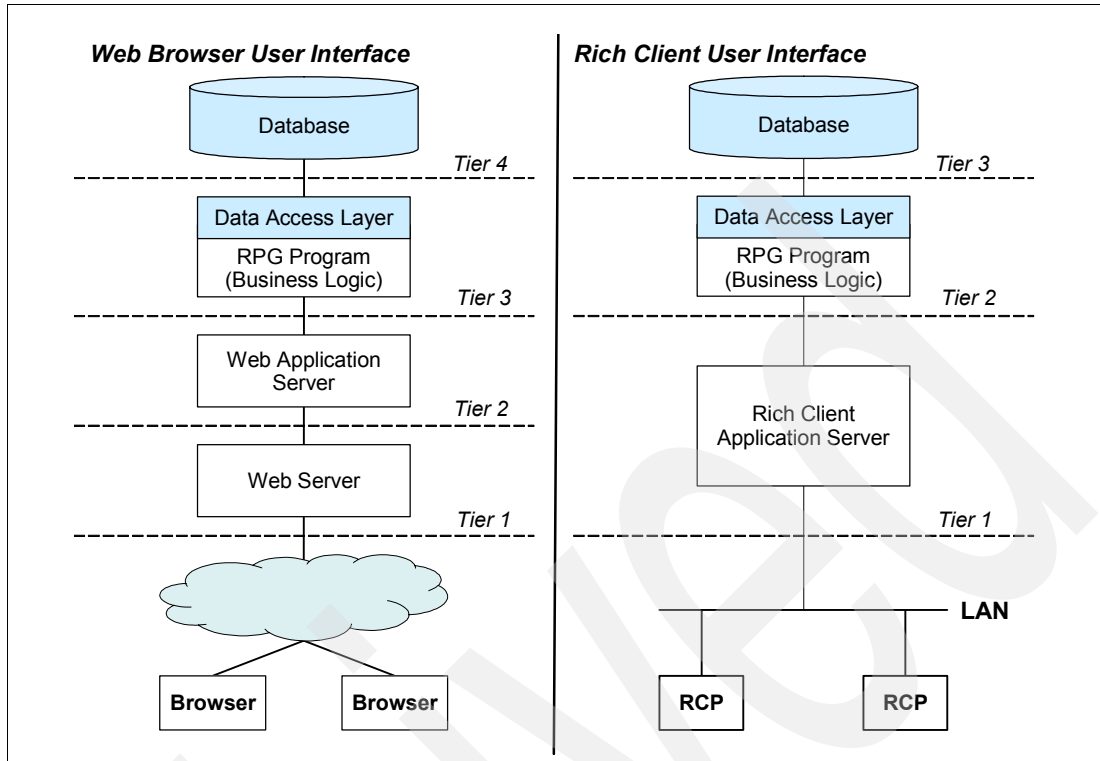 Web Browser User Interface
Database
Tier 4
Data Access Layer
RPG Program
(Business Logic)
Tier 3
Web Application
Server
Tier 2
Web Server
Tier 1
Browser
Browser
Rich Client User Interface
Database
Tier 3
Data Access Layer
RPG Program
(Business Logic)
Tier 2
Rich Client
Application Server
Tier 1
LAN
RCP
RCP